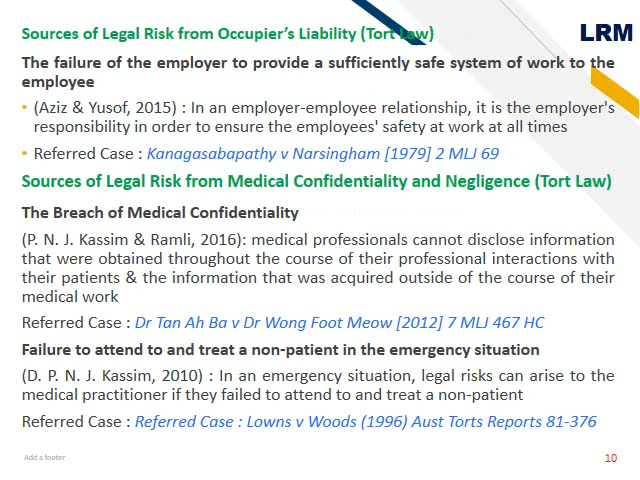 Sources of Legal Risk from Occupier's Liability (Tort Law)
LRM
The failure of the employer to provide a sufficiently safe system of work to the
employee
• (Aziz & Yusof, 2015) : In an employer-employee relationship, it is the employer's
responsibility in order to ensure the employees' safety at work at all times
• Referred Case : Kanagasabapathy v Narsingham [1979] 2 MLJ 69
Sources of Legal Risk from Medical Confidentiality and Negligence (Tort Law)
The Breach of Medical Confidentiality
(P. N. J. Kassim & Ramli, 2016): medical professionals cannot disclose information
that were obtained throughout the course of their professional interactions with
their patients & the information that was acquired outside of the course of their
medical work
Referred Case : Dr Tan Ah Ba v Dr Wong Foot Meow [2012] 7 MLJ 467 HC
Failure to attend to and treat a non-patient in the emergency situation
(D. P. N. J. Kassim, 2010) : In an emergency situation, legal risks can arise to the
medical practitioner if they failed to attend to and treat a non-patient
Referred Case : Referred Case : Lowns v Woods (1996) Aust Torts Reports 81-376
Add a footer
10